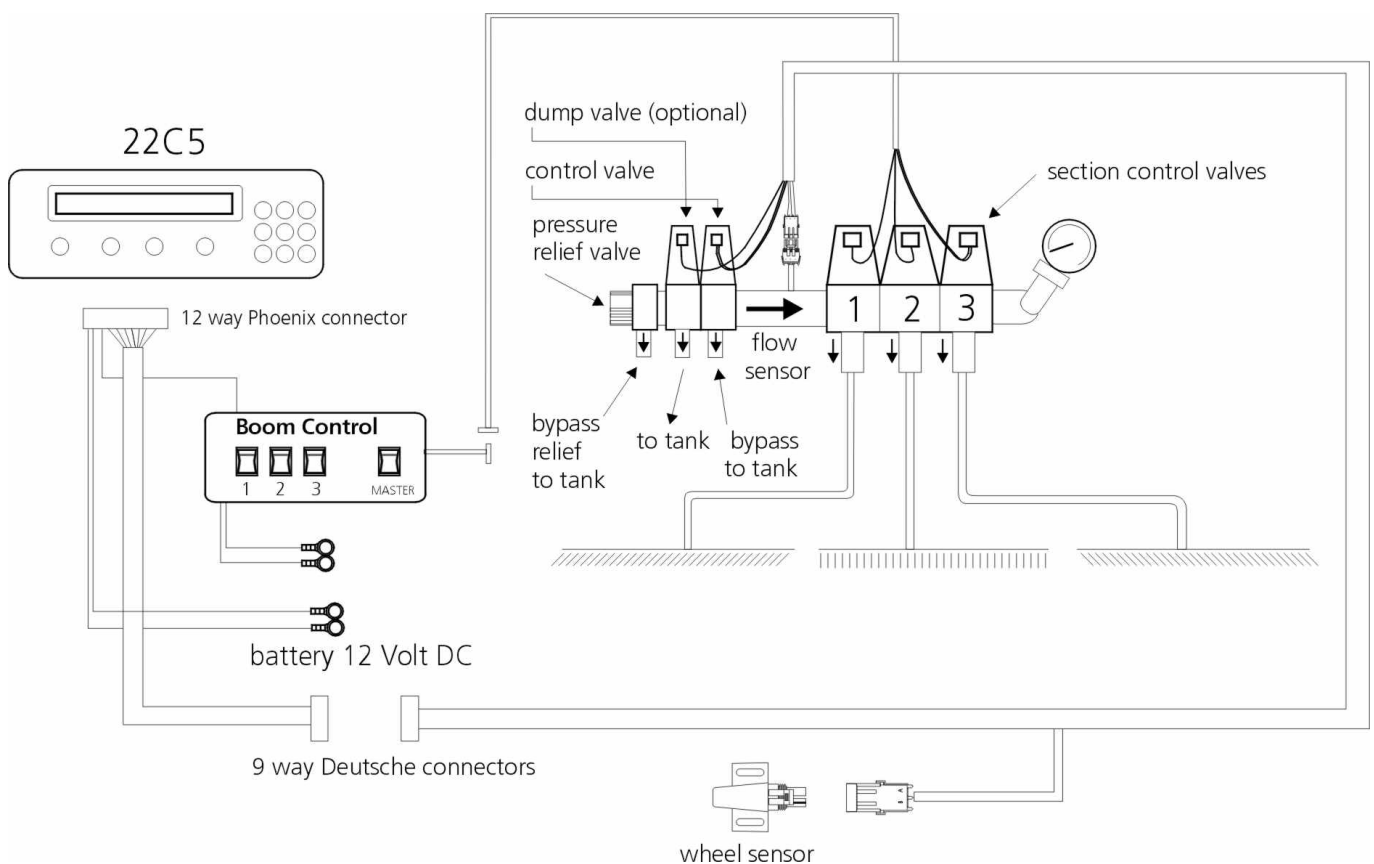 22C5
dump valve (optional)
control valve
pressure
relief valve
section control valves
12 way Phoenix connector
1 2 3
flow
sensor
Boom Control
1 2 3 MASTER
bypass
relief
to tank
to tank
bypass
to tank
battery 12 Volt DC
9 way Deutsche connectors
A
B
wheel sensor